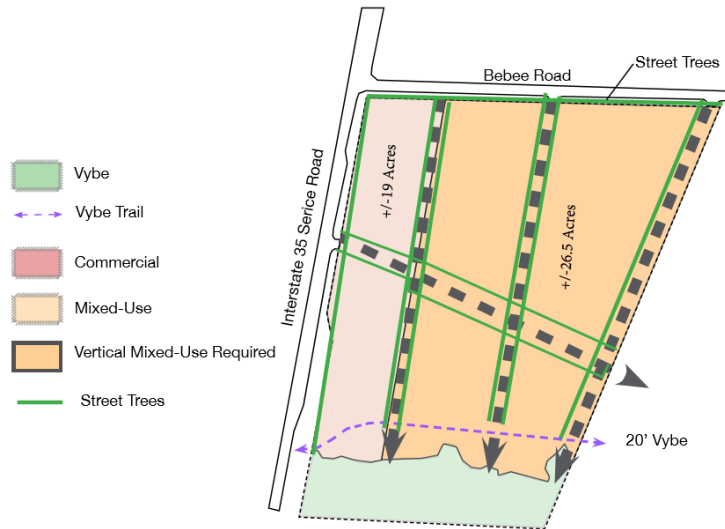 Street Trees
Bebee Road
Vybe
Vybe Trail
Commercial
Mixed-Use
Vertical Mixed-Use Required
Street Trees
Interstate 35 Serice Road
+/-19 Acres
+/-26.5 Acres
20' Vybe